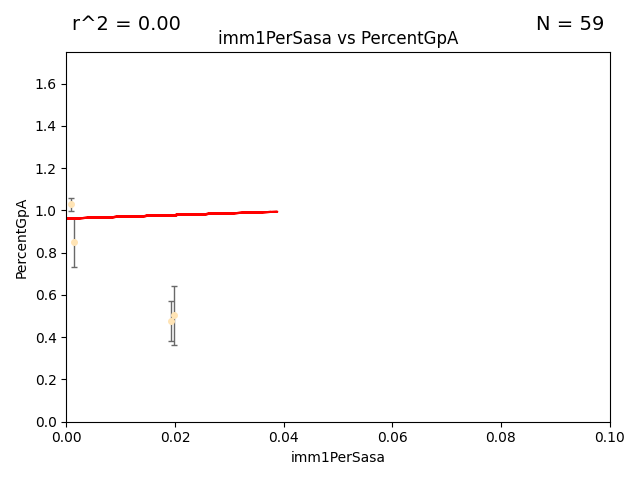 r^2 = 0.00
N = 59
imm1PerSasa vs PercentGpA
PercentGpA
1.6
1.4
1.2
1.0
0.8
0.6
0.4
0.2
0.0
0.00 0.02 0.04 0.06 0.08 0.10
imm1PerSasa